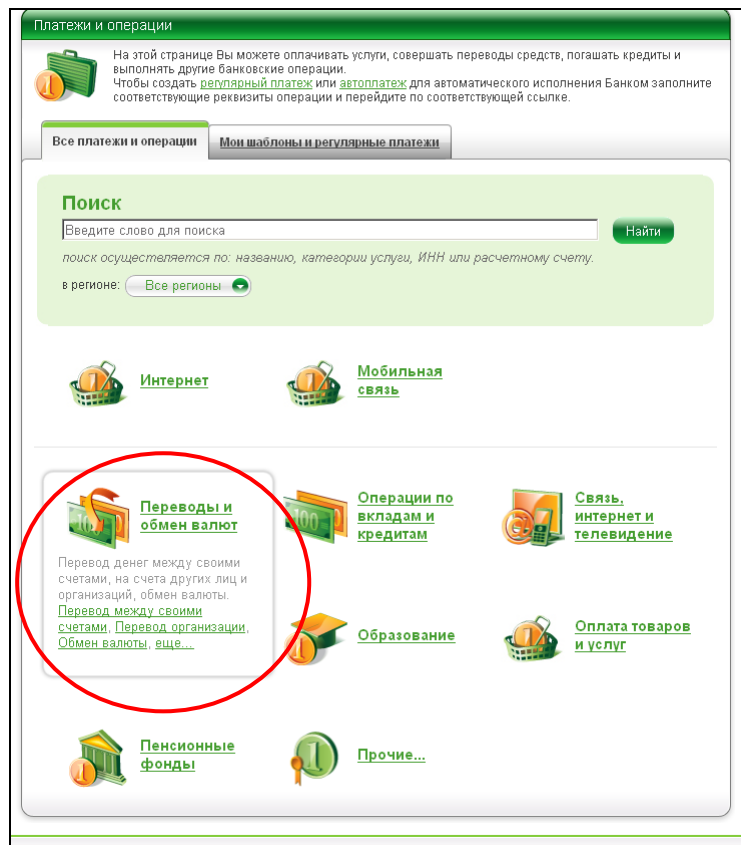 Платежи и операции
На этой странице Вы можете оплачивать услуги, совершать переводы средств, погашать кредиты и
выполнять другие банковские операции.
Чтобы создать регулярный платеж или автоплатеж для автоматического исполнения Банком заполните
соответствующие реквизиты операции и перейдите по соответствующей ссылке.
Все платежи и операции
Мои шаблоны и регулярные платежи
Поиск
Введите слово для поиска
Найти
поиск осуществляется по: названию, категории услуги, ИНН или расчетному счету.
в регионе: Все регионы
Интернет
Мобильная
связь
Переводы и
обмен валют
Перевод денег между своими
счетами, на счета других лиц и
организаций, обмен валюты.
Перевод между своими
счетами, Перевод организации,
Обмен валюты, еще...
Операции по
вкладам и
кредитам
Связь,
интернет и
телевидение
Образование
Оплата товаров
и услуг
Пенсионные
фонды
Прочие...